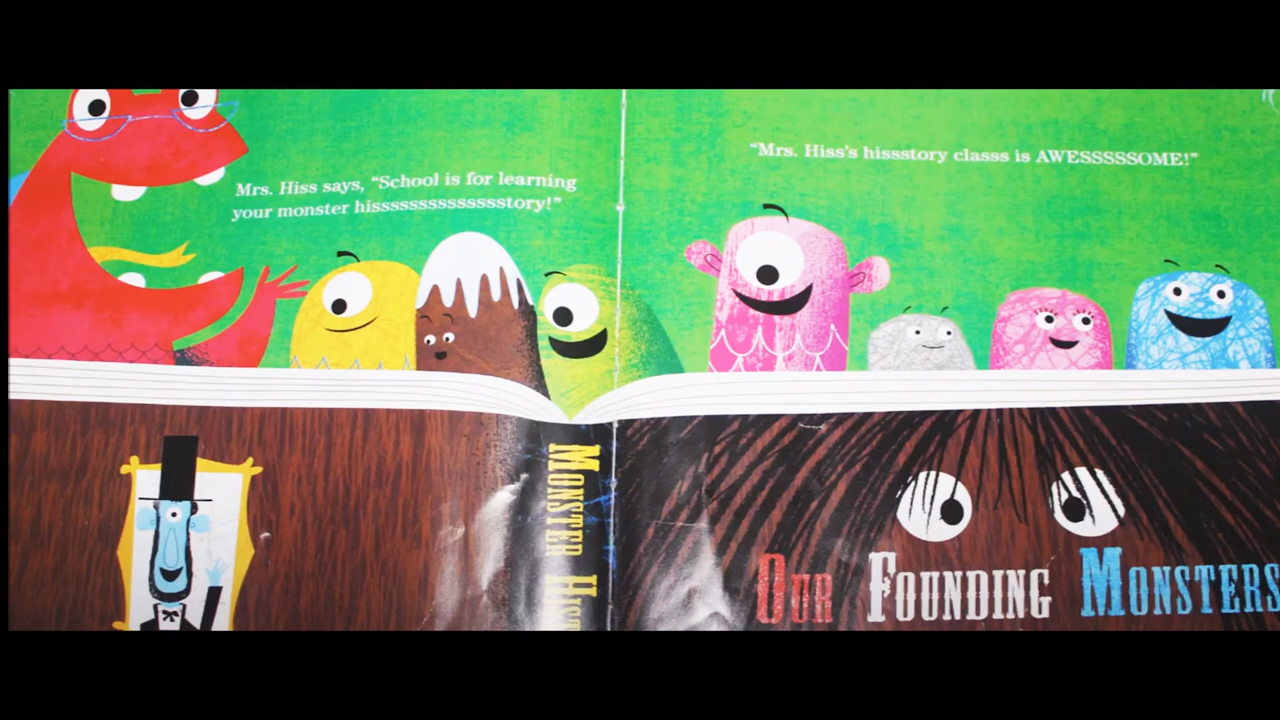 Mrs. Hiss says, "School is for learning
your monster hissssssssssssssstory!"
"Mrs. Hiss's hissstory classs is AWESSSSSOME!"
MONSTER
OUR FOUNDING MONSTERS